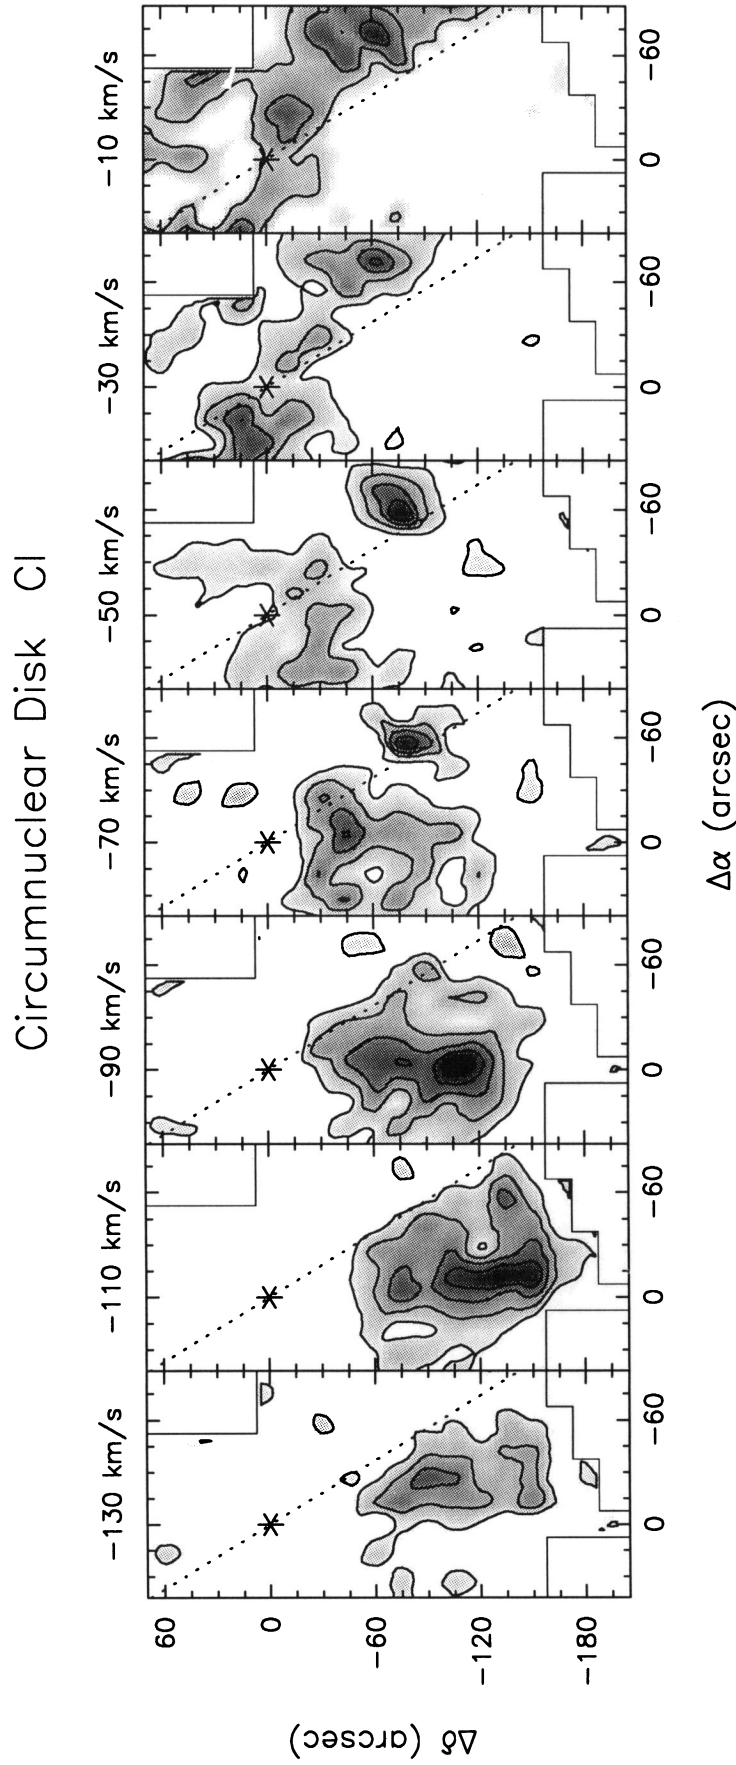 Circumnuclear Disk CI
−130 km/s
−110 km/s
−90 km/s
−70 km/s
−50 km/s
−30 km/s
−10 km/s
60
0
−60
−120
−180
Δδ (arcsec)
0
−60
0
−60
0
−60
0
−60
0
−60
0
−60
0
−60
Δα (arcsec)